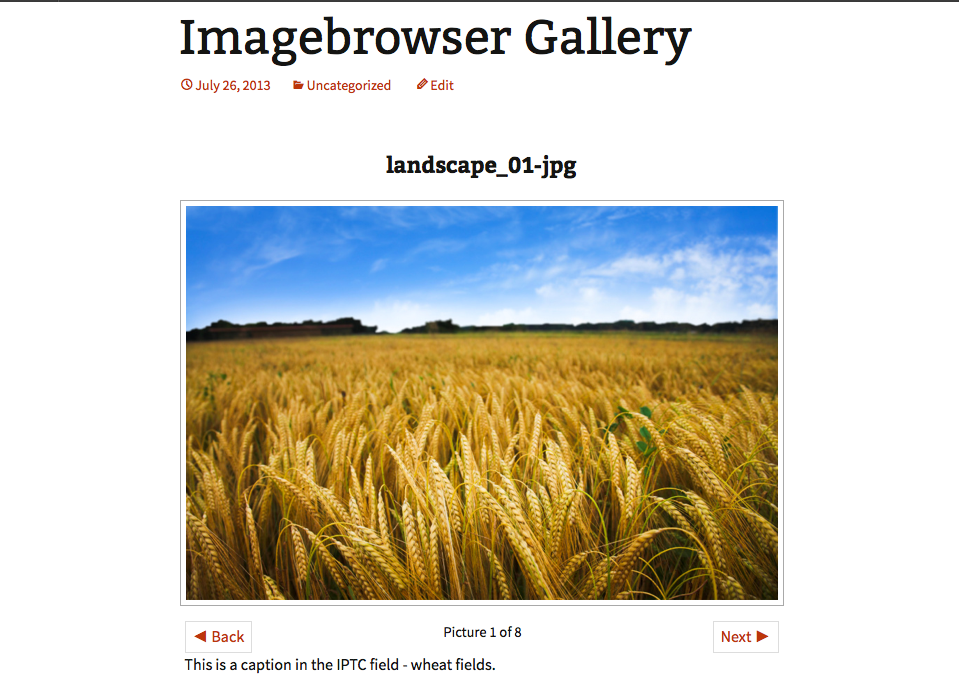 Imagebrowser Gallery
July 26, 2013 Uncategorized Edit
landscape_01-jpg
◄ Back Picture 1 of 8 Next ►
This is a caption in the IPTC field - wheat fields.